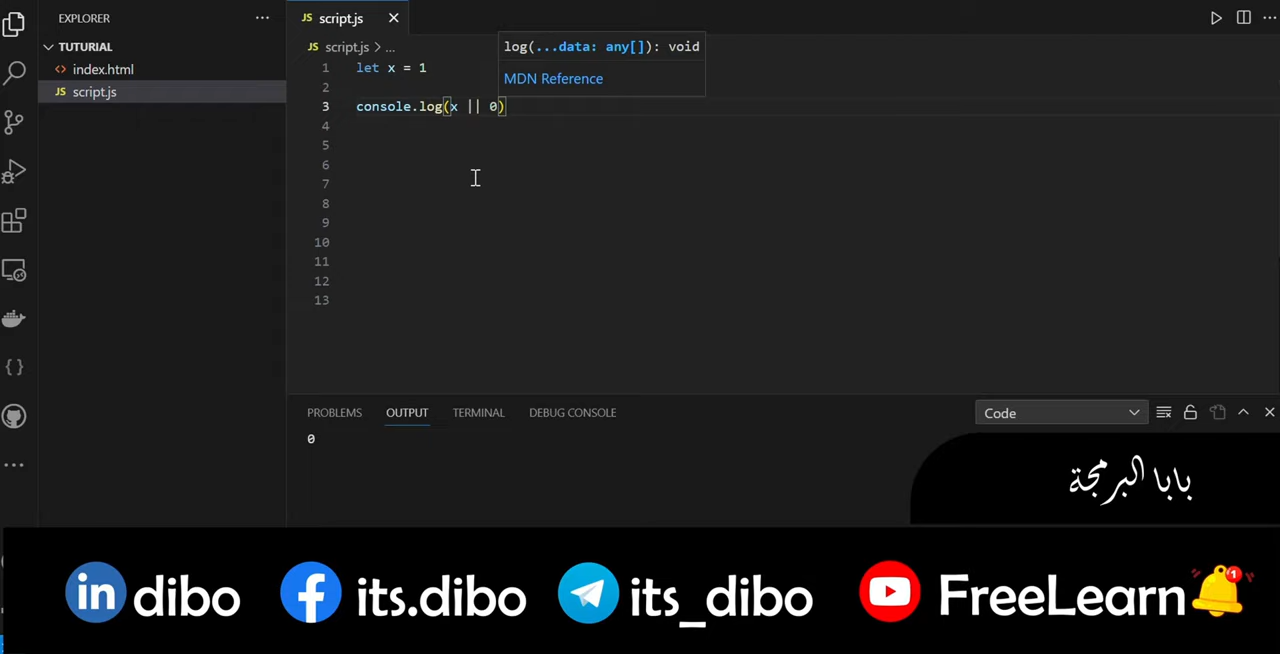 EXPLORER
script.js
TUTURIAL
index.html
script.js
script.js > ...
log(...data: any[]): void
MDN Reference
1 let x = 1
2
3 console.log(x || 0)
4
5
6
7
8
9
10
11
12
13
PROBLEMS OUTPUT TERMINAL DEBUG CONSOLE
Code
0
بابا البرمجة
in dibo
its.dibo
its_dibo
FreeLearn
1